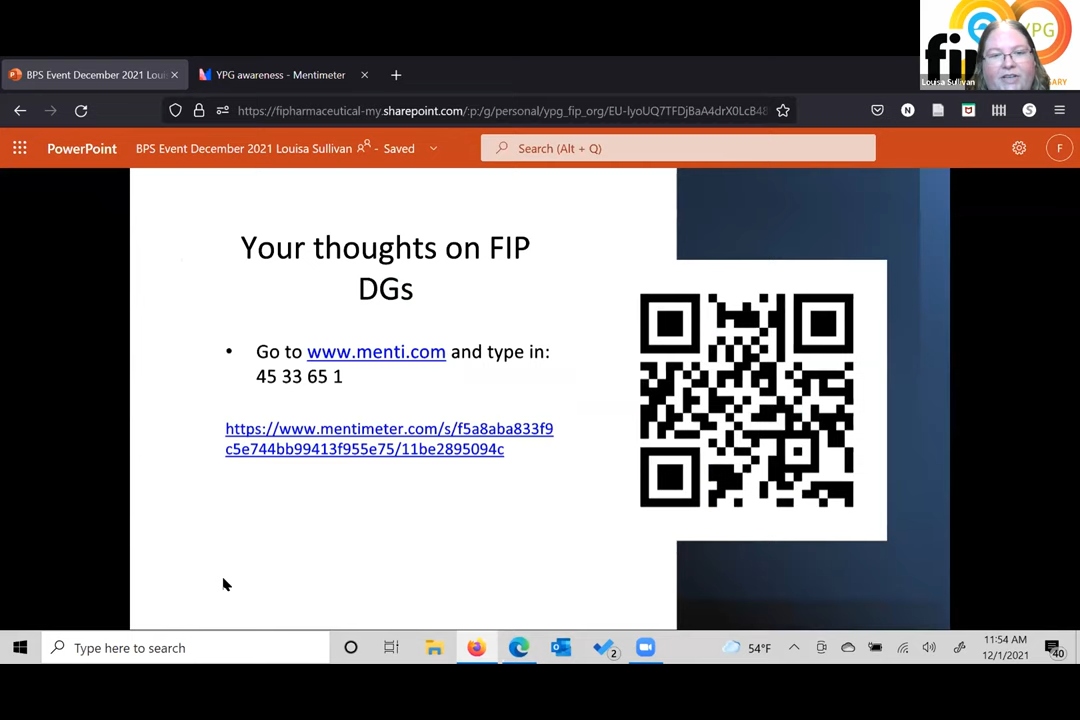 fip
YPG
Louisa Sullivan
BPS Event December 2021 Loui
YPG awareness - Mentimeter
https://fipharmaceutical-my.sharepoint.com/:p:/g/personal/ypg_fip_org/
PowerPoint
BPS Event December 2021 Louisa Sullivan - Saved
Search (Alt + Q)
F
Your thoughts on FIP
DGs
• Go to www.menti.com and type in:
45 33 65 1
https://www.mentimeter.com/s/f5a8aba833f9
c5e744bb99413f955e75/11be2895094c
Type here to search
2
54°F
11:54 AM
12/1/2021
40